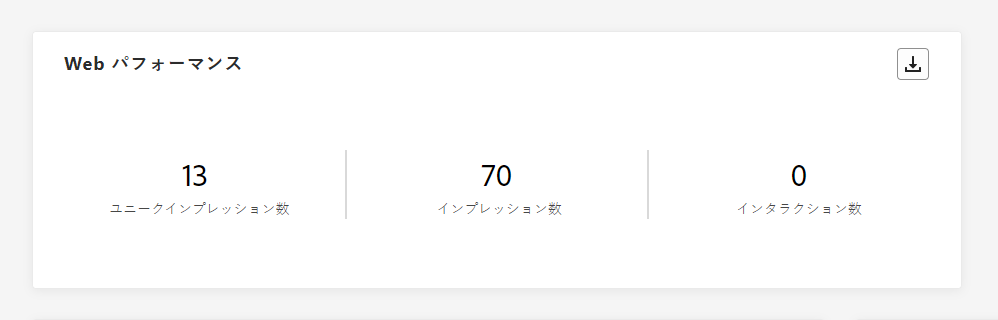 Web パフォーマンス
13
ユニークインプレッション数
70
インプレッション数
0
インタラクション数